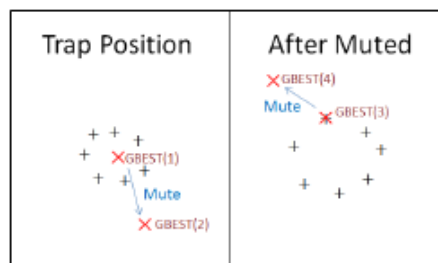 Trap Position
GBEST(1)
Mute
GBEST(2)
After Muted
GBEST(4)
Mute
GBEST(3)